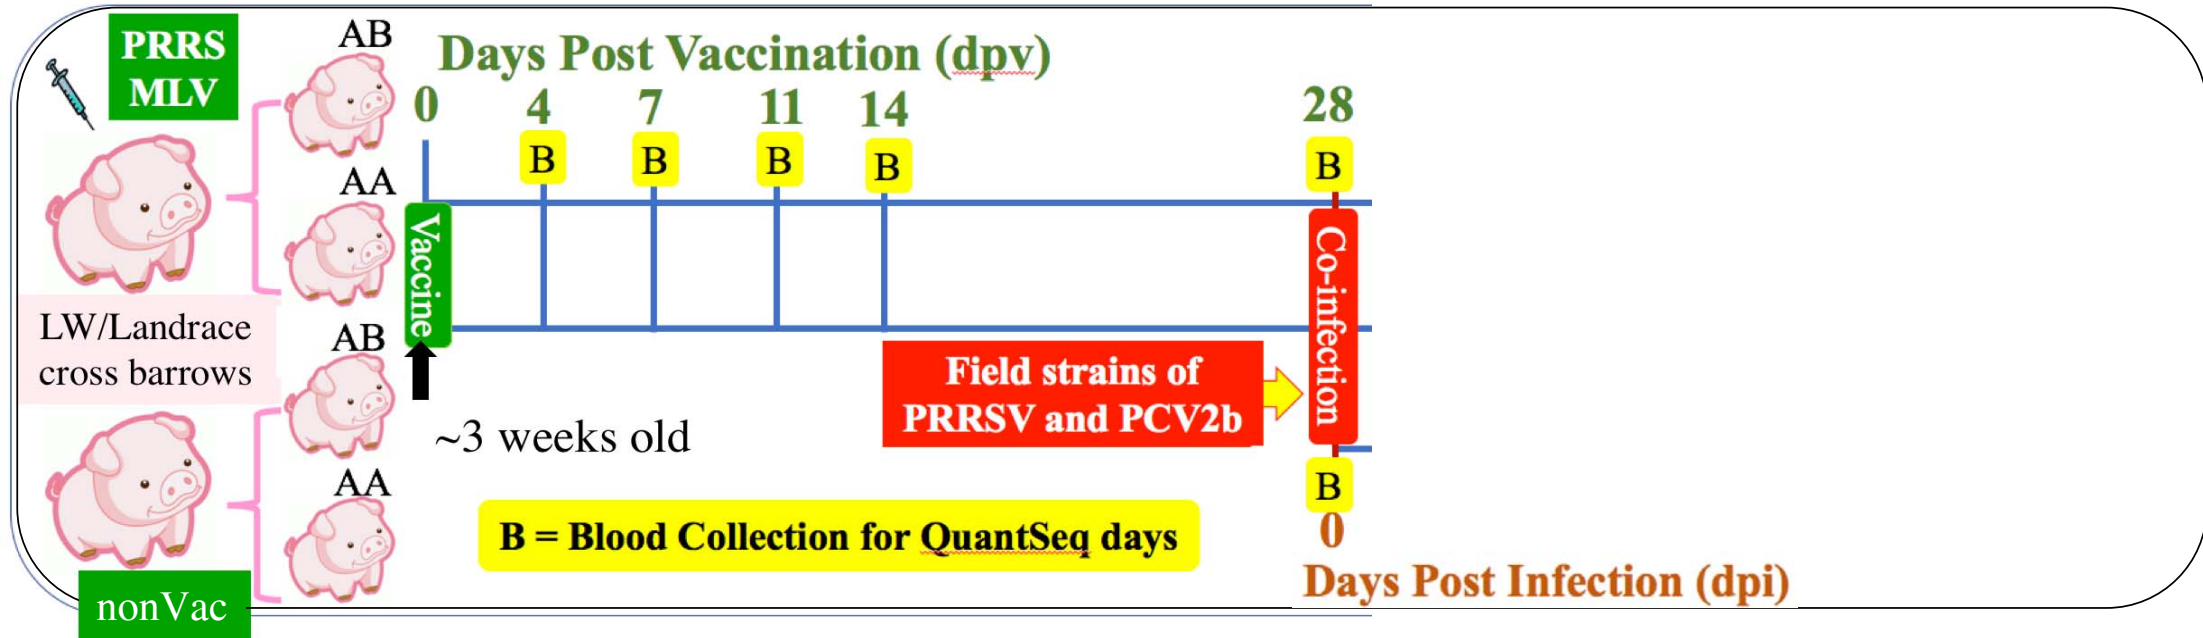 PRRS
MLV
AB
AA
LW/Landrace
cross barrows
AB
AA
nonVac
Days Post Vaccination (dpv)
0 4 7 11 14 28
B B B B B
Vaccine
~3 weeks old
Field strains of
PRRSV and PCV2b
Co-infection
B = Blood Collection for QuantSeq days
B
0
Days Post Infection (dpi)